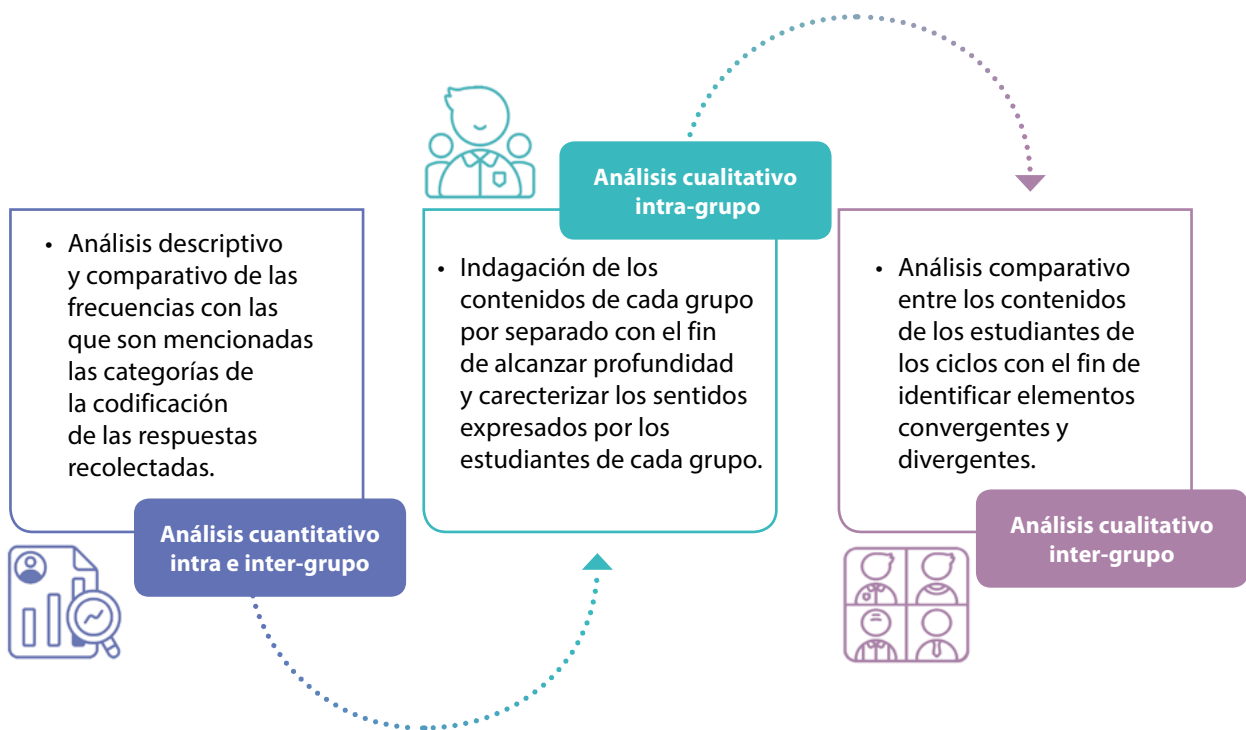 • Análisis descriptivo
y comparativo de las
frecuencias con las
que son mencionadas
las categorías de
la codificación
de las respuestas
recolectadas.
Análisis cuantitativo
intra e inter-grupo
Análisis cualitativo
intra-grupo
• Indagación de los
contenidos de cada grupo
por separado con el fin
de alcanzar profundidad
y carecterizar los sentidos
expresados por los
estudiantes de cada grupo.
• Análisis comparativo
entre los contenidos
de los estudiantes de
los ciclos con el fin de
identificar elementos
convergentes y
divergentes.
Análisis cualitativo
inter-grupo